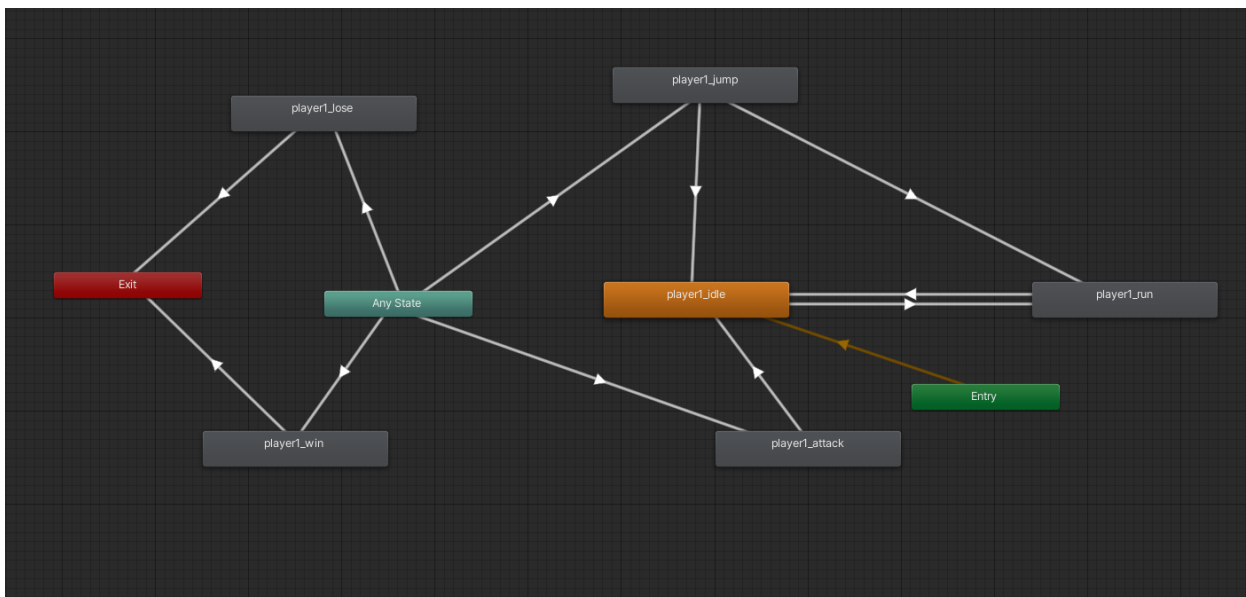 player1_jump
player1_lose
Exit
Any State
player1_idle
player1_run
Entry
player1_win
player1_attack